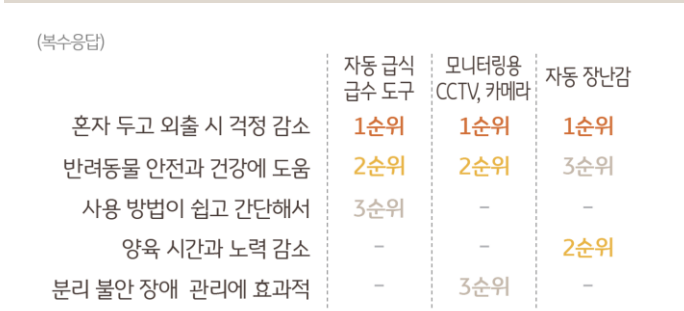 (복수응답)
자동 급식 급수 도구
모니터링용 CCTV, 카메라
자동 장난감
혼자 두고 외출 시 걱정 감소 1순위 1순위 1순위
반려동물 안전과 건강에 도움 2순위 2순위 3순위
사용 방법이 쉽고 간단해서 3순위 - -
양육 시간과 노력 감소 - - 2순위
분리 불안 장애 관리에 효과적 - 3순위 -